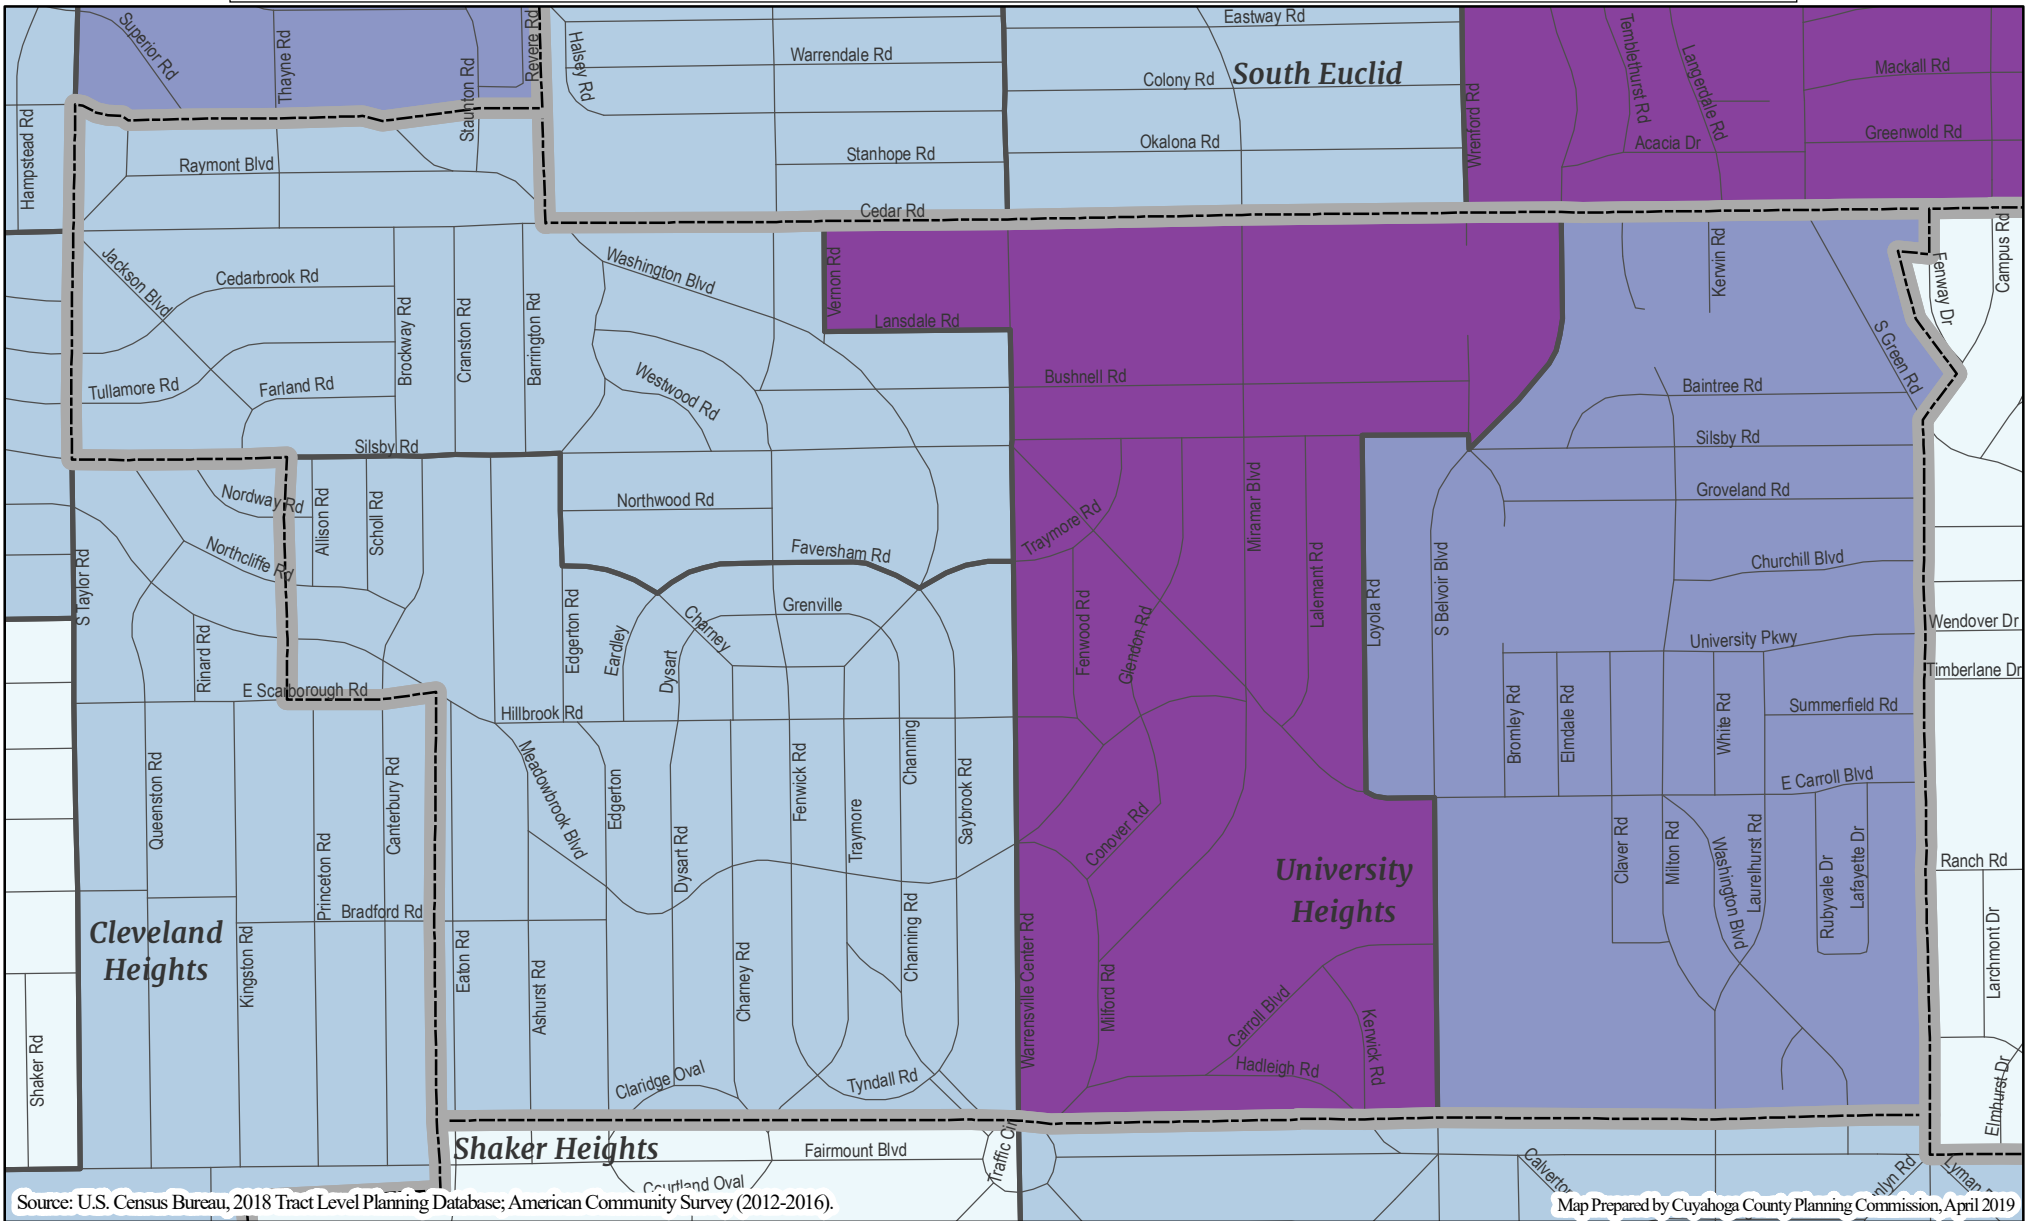 Superior Rd
Thayne Rd
Staunton Rd
Revere Rd
Halsey Rd
Warrendale Rd
Eastway Rd
Colony Rd
South Euclid
Wrenford Rd
Temblethurst Rd
Langerdale Rd
Mackall Rd
Greenwold Rd
Acacia Dr
Hampstead Rd
Raymont Blvd
Stanhope Rd
Okalona Rd
Cedar Rd
Jackson Blvd
Cedarbrook Rd
Brockway Rd
Cranston Rd
Barrington Rd
Washington Blvd
Vernon Rd
Lansdale Rd
Kerwin Rd
S Green Rd
Fenway Dr
Campus Rd
Tullamore Rd
Farland Rd
Westwood Rd
Bushnell Rd
Baintree Rd
Silsby Rd
Silsby Rd
Nordway Rd
Allison Rd
Scholl Rd
Northwood Rd
Traymore Rd
Miramar Blvd
Groveland Rd
Northcliffe Rd
Faversham Rd
Lalemant Rd
Loyola Rd
S Belvoir Blvd
Churchill Blvd
S Taylor Rd
Rinard Rd
Edgerton Rd
Eardley
Dysart
Charney
Grenville
Fenwood Rd
Glendon Rd
University Pkwy
Wendover Dr
Timberlane Dr
E Scarborough Rd
Hillbrook Rd
Bromley Rd
Elmdale Rd
White Rd
Summerfield Rd
Queenston Rd
Princeton Rd
Canterbury Rd
Meadowbrook Blvd
Edgerton
Dysart Rd
Fenwick Rd
Traymore
Channing
Saybrook Rd
Conover Rd
E Carroll Blvd
Claver Rd
Milton Rd
Washington Blvd
Laurelhurst Rd
Rubyvale Dr
Lafayette Dr
Ranch Rd
University
Heights
Bradford Rd
Cleveland
Heights
Kingston Rd
Eaton Rd
Ashurst Rd
Charney Rd
Channing Rd
Warrensville Center Rd
Milford Rd
Carroll Blvd
Kerwick Rd
Hadleigh Rd
Larchmont Dr
Elmhurst Dr
Shaker Rd
Claridge Oval
Tyndall Rd
Shaker Heights
Fairmount Blvd
Traffic Cir
Courtland Oval
Source: U.S. Census Bureau, 2018 Tract Level Planning Database; American Community Survey (2012-2016).
Map Prepared by Cuyahoga County Planning Commission, April 2019